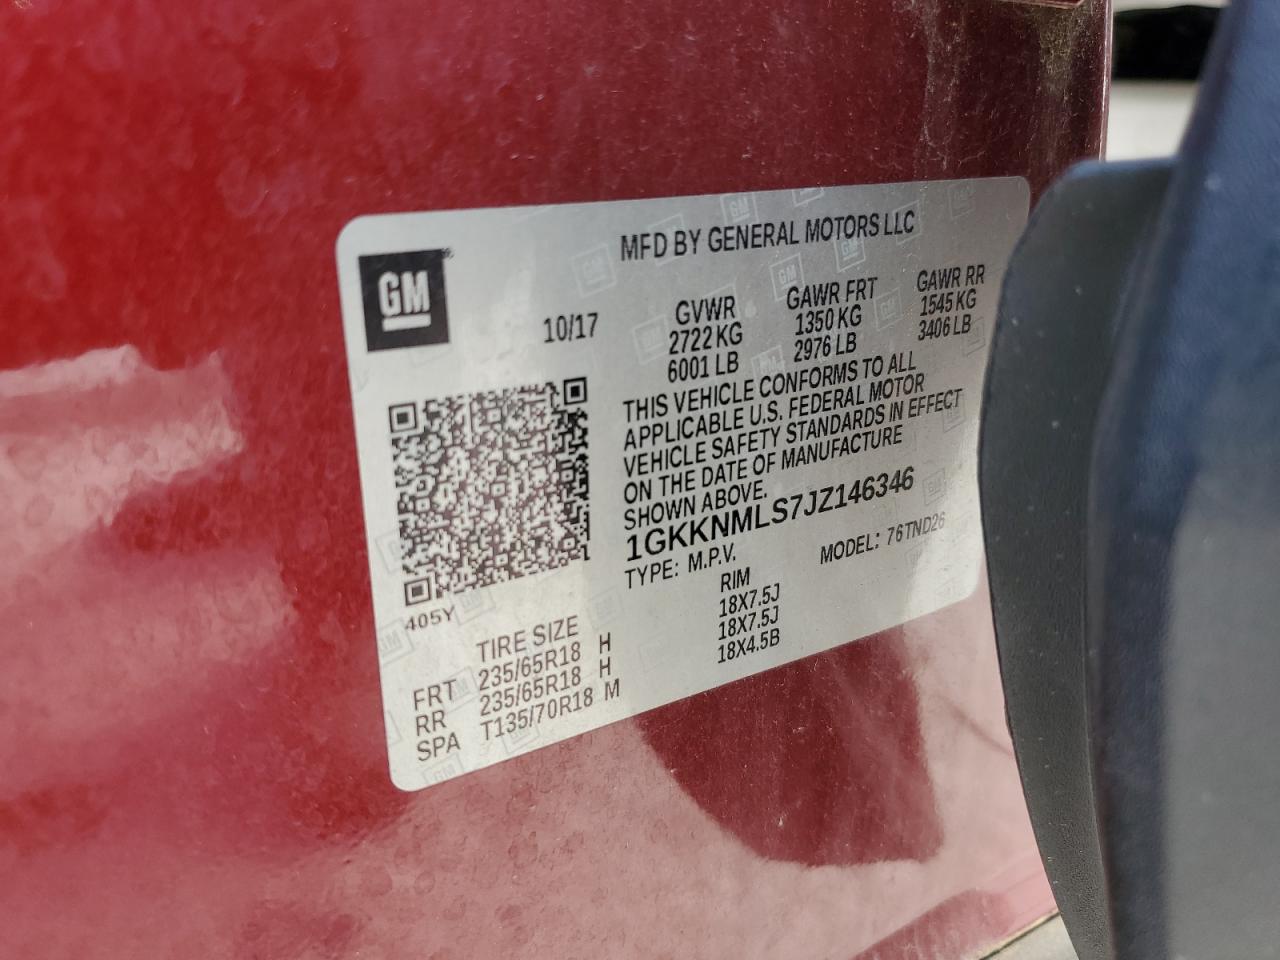 GM
MFD BY GENERAL MOTORS LLC
10/17
GVWR GAWR FRT GAWR RR
2722 KG 1350 KG 1545 KG
6001 LB 2976 LB 3406 LB
THIS VEHICLE CONFORMS TO ALL
APPLICABLE U.S. FEDERAL MOTOR
VEHICLE SAFETY STANDARDS IN EFFECT
ON THE DATE OF MANUFACTURE
SHOWN ABOVE.
1GKKNMLS7JZ146346
TYPE: M.P.V. MODEL: 76TND26
405Y
TIRE SIZE RIM
FRT 235/65R18 H 18X7.5J
RR 235/65R18 H 18X7.5J
SPA T135/70R18 M 18X4.5B